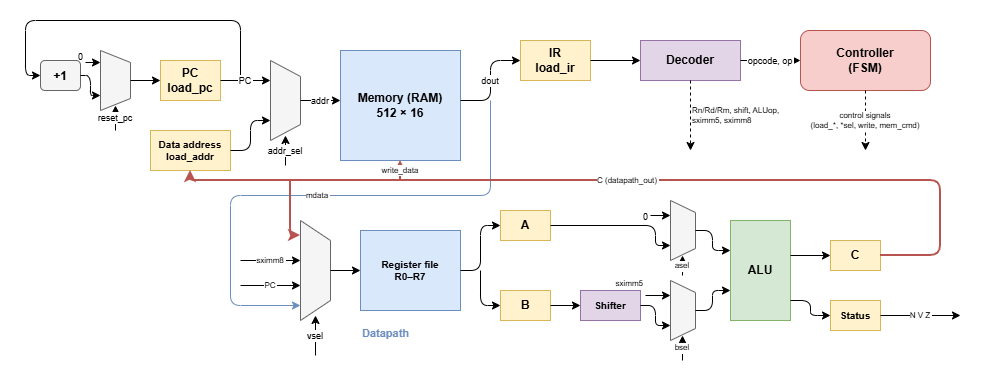 0
+1
PC
load_pc
PC
reset_pc
Data address
load_addr
addr_sel
addr
Memory (RAM)
512 × 16
dout
IR
load_ir
Decoder
opcode, op
Controller
(FSM)
Rn/Rd/Rm, shift, ALUop,
sximm5, sximm8
control signals
(load_*, *sel, write, mem_cmd)
write_data
C (datapath_out)
mdata
sximm8
PC
vsel
Register file
R0–R7
Datapath
A
B
Shifter
0
asel
sximm5
bsel
ALU
C
Status
N V Z